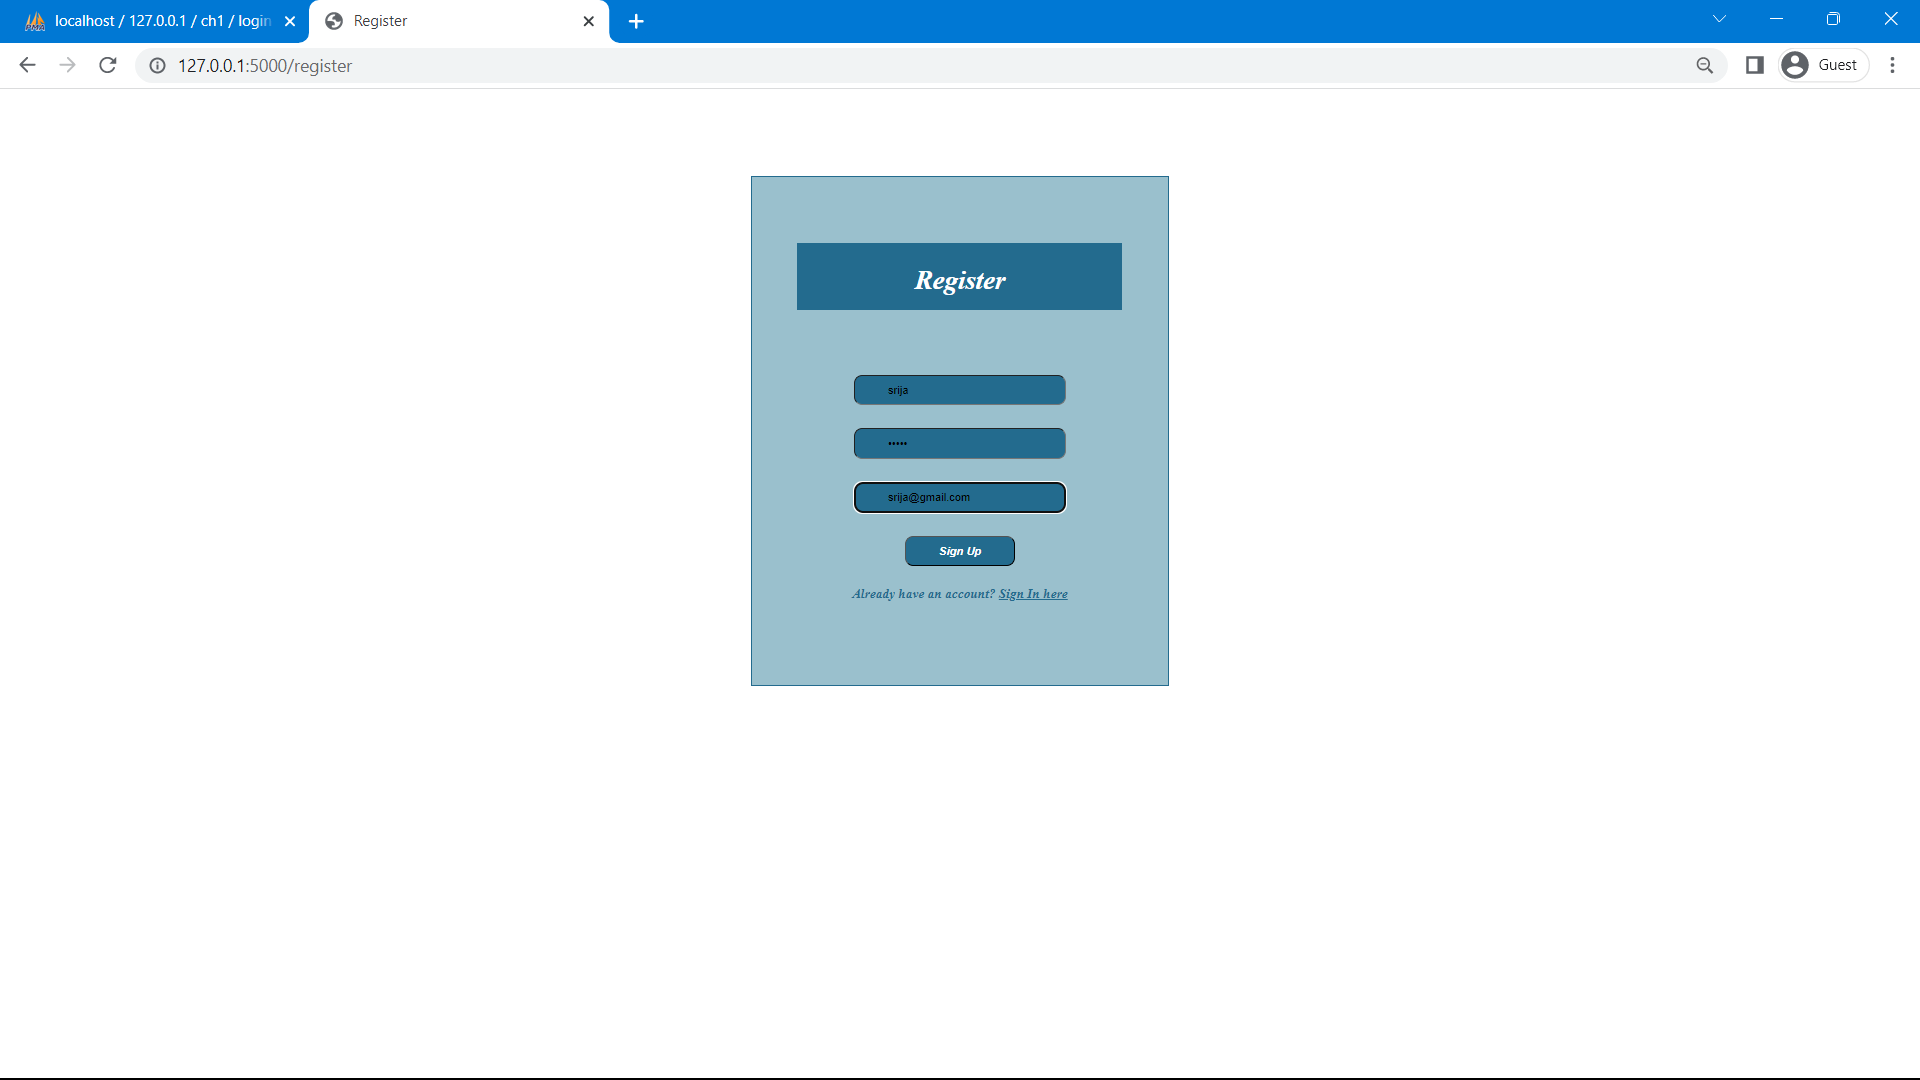 localhost / 127.0.0.1 / ch1 / login
Register
127.0.0.1:5000/register
Guest
Register
srija
•••••
srija@gmail.com
Sign Up
Already have an account? Sign In here